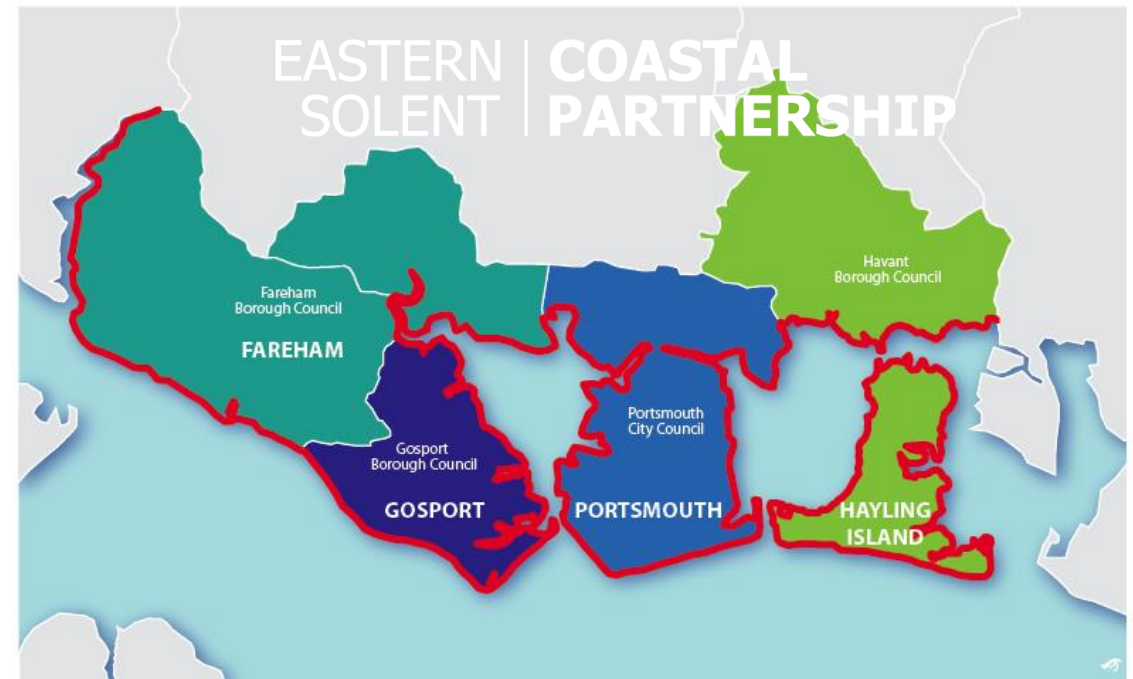 EASTERN SOLENT
COASTAL PARTNERSHIP
Fareham
Borough Council
FAREHAM
Gosport
Borough Council
GOSPORT
Portsmouth
City Council
PORTSMOUTH
Havant
Borough Council
HAYLING
ISLAND